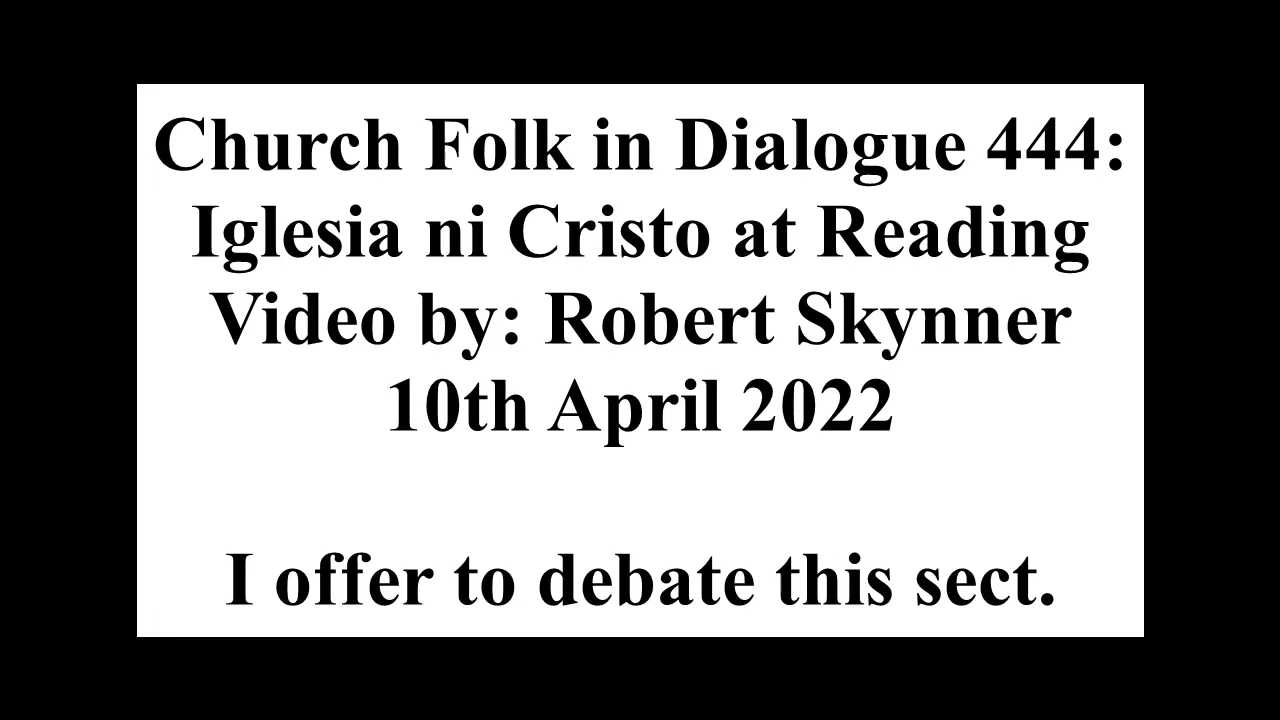 Church Folk in Dialogue 444:
Iglesia ni Cristo at Reading
Video by: Robert Skynner
10th April 2022
I offer to debate this sect.